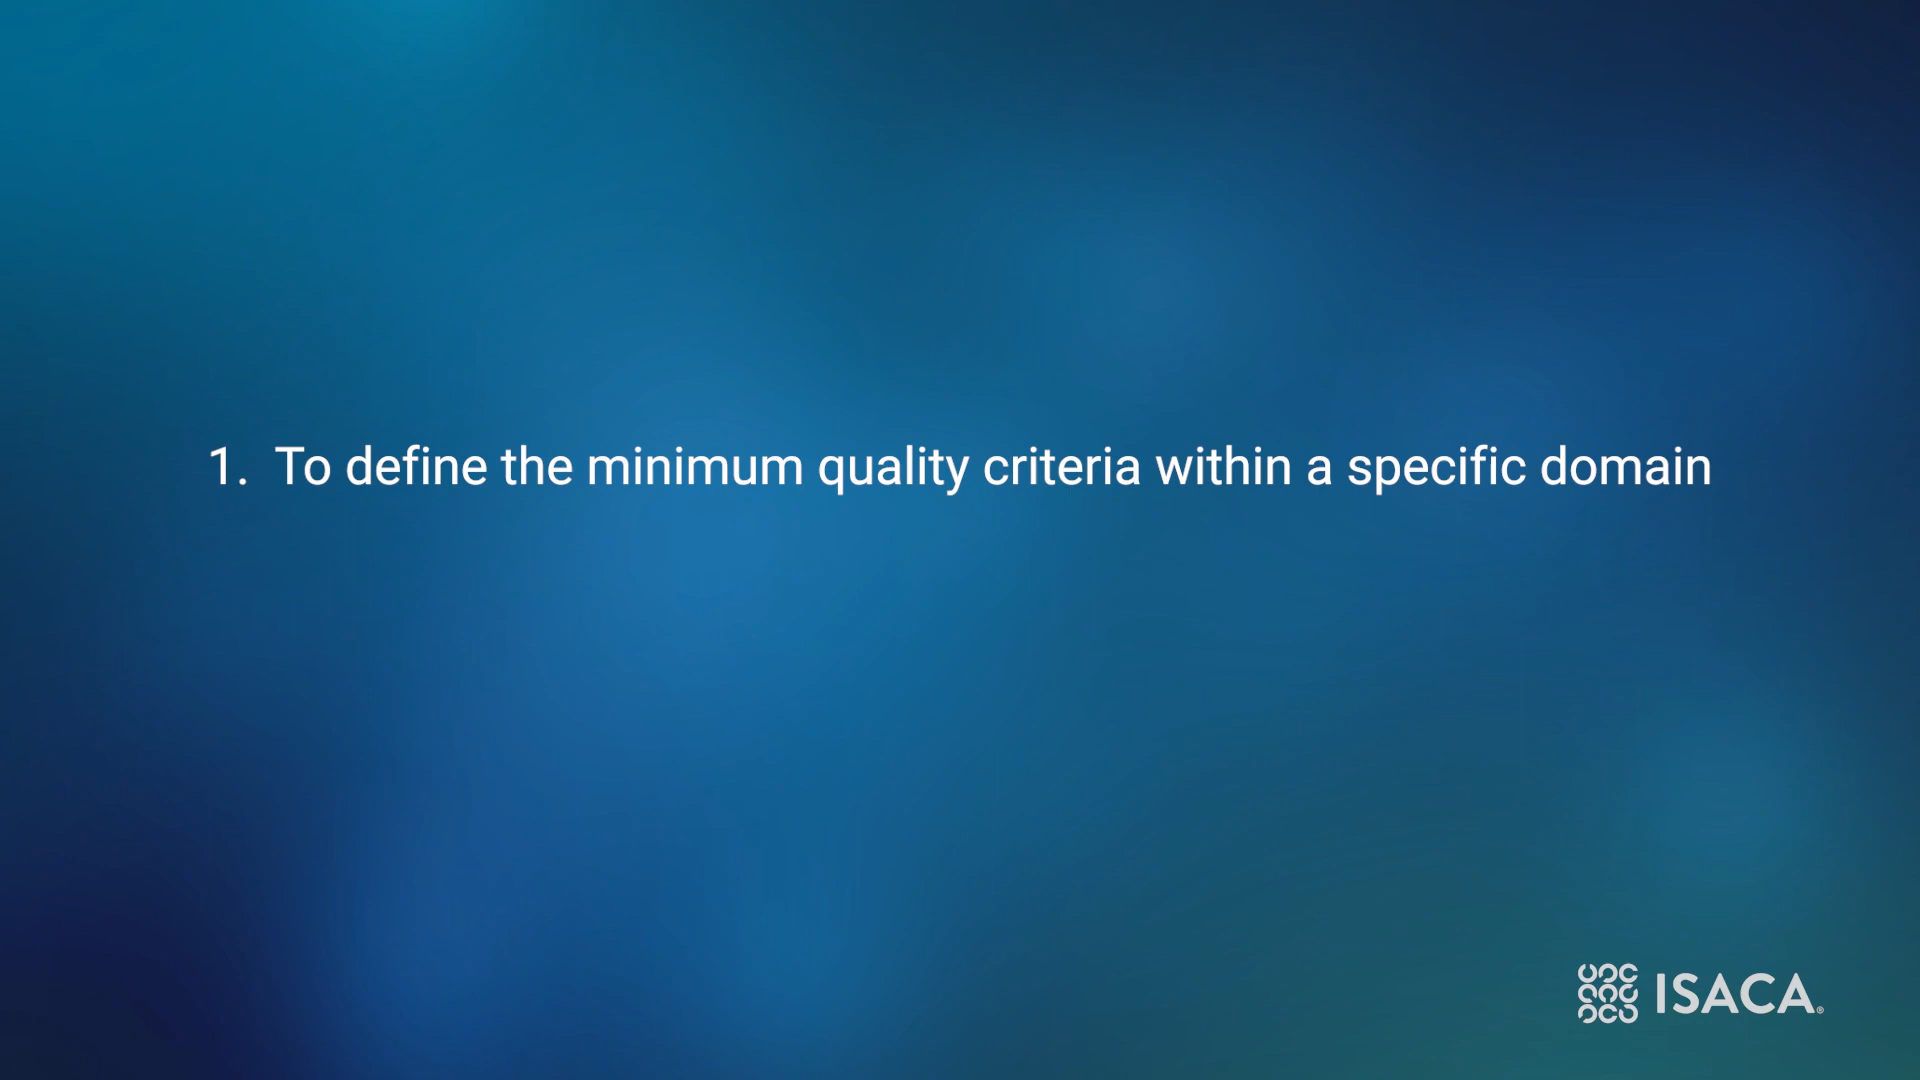 1. To define the minimum quality criteria within a specific domain
ISACA®